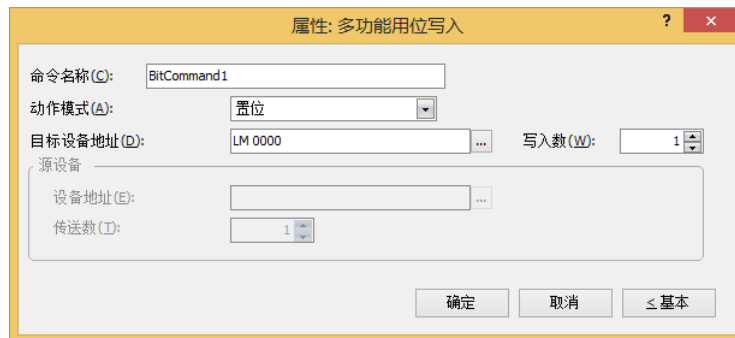 属性: 多功能用位写入 ? ×
命令名称(C): BitCommand1
动作模式(A): 置位
目标设备地址(D): LM 0000 ... 写入数(W): 1
源设备
设备地址(E): ...
传送数(T): 1
确定 取消 ≤ 基本